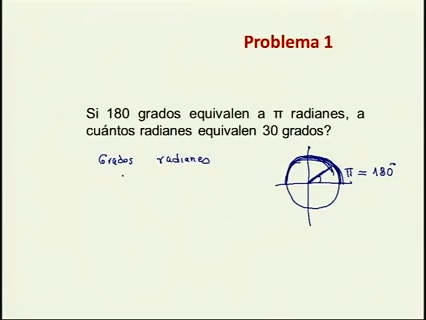 Problema 1
Si 180 grados equivalen a π radianes, a
cuántos radianes equivalen 30 grados?
Grados radianes
π = 180°